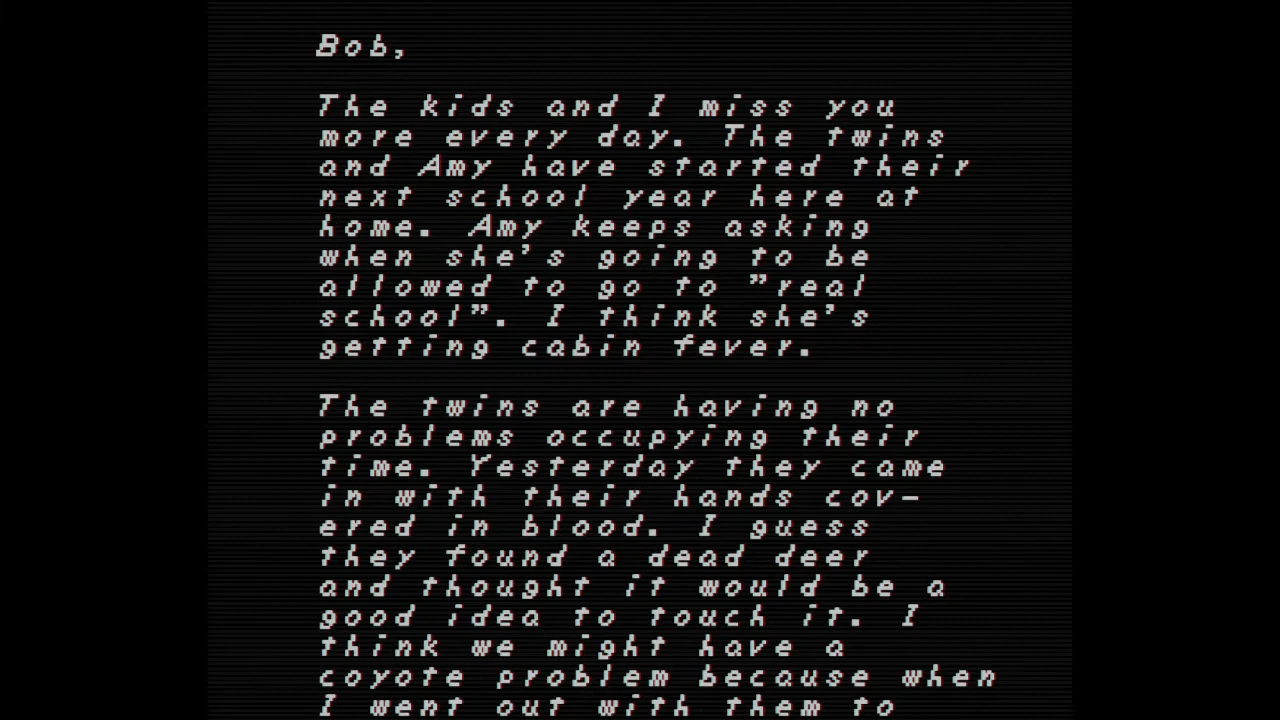 Bob,
The kids and I miss you
more every day. The twins
and Amy have started their
next school year here at
home. Amy keeps asking
when she's going to be
allowed to go to "real
school". I think she's
getting cabin fever.
The twins are having no
problems occupying their
time. Yesterday they came
in with their hands cov-
ered in blood. I guess
they found a dead deer
and thought it would be a
good idea to touch it. I
think we might have a
coyote problem because when
I went out with them to